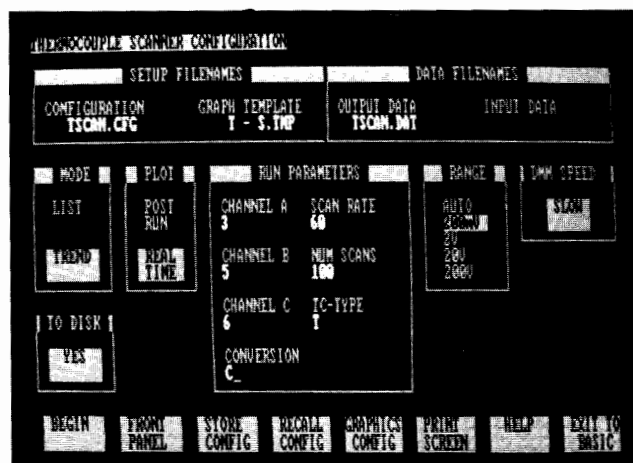 THERMOCOUPLE SCANNER CONFIGURATION
SETUP FILENAMES
DATA FILENAMES
CONFIGURATION GRAPH TEMPLATE
TSCAN.CFG T - S.TMP
OUTPUT DATA INPUT DATA
TSCAN.DAT
MODE
LIST
TREND
PLOT
POST
RUN
REAL
TIME
RUN PARAMETERS
CHANNEL A SCAN RATE
3 60
CHANNEL B NUM SCANS
5 100
CHANNEL C TC-TYPE
6 T
CONVERSION
C_
RANGE
AUTO
2V
20V
200V
DMM SPEED
SLOW
TO DISK
YES
BEGIN
FRONT
PANEL
STORE
CONFIG
RECALL
CONFIG
GRAPHICS
CONFIG
PRINT
SCREEN
HELP
EXIT TO
BASIC